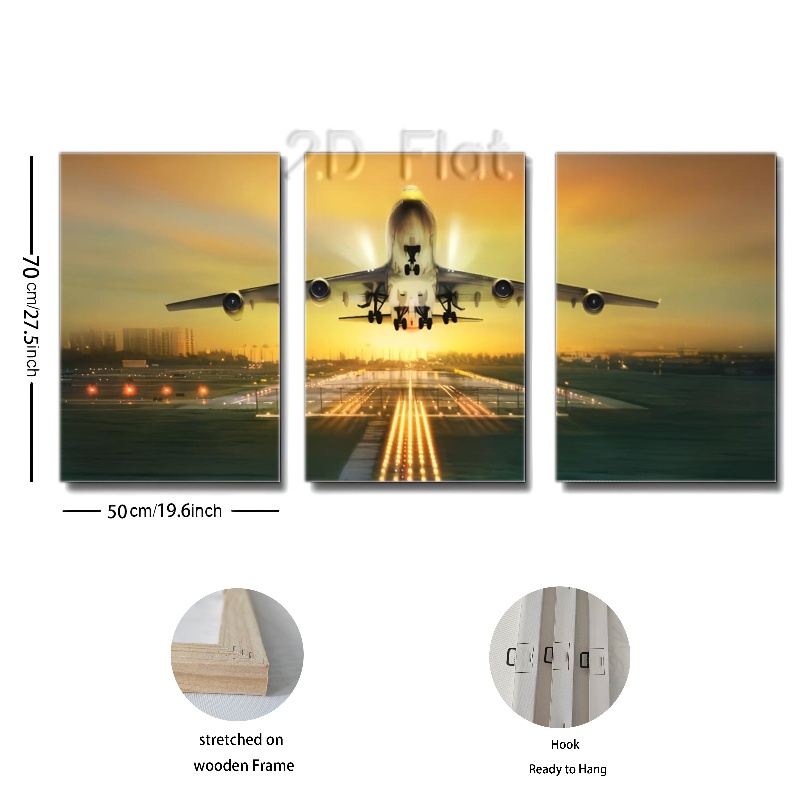 2D Flat
70 cm/27.5inch
50 cm/19.6inch
stretched on
wooden Frame
Hook
Ready to Hang